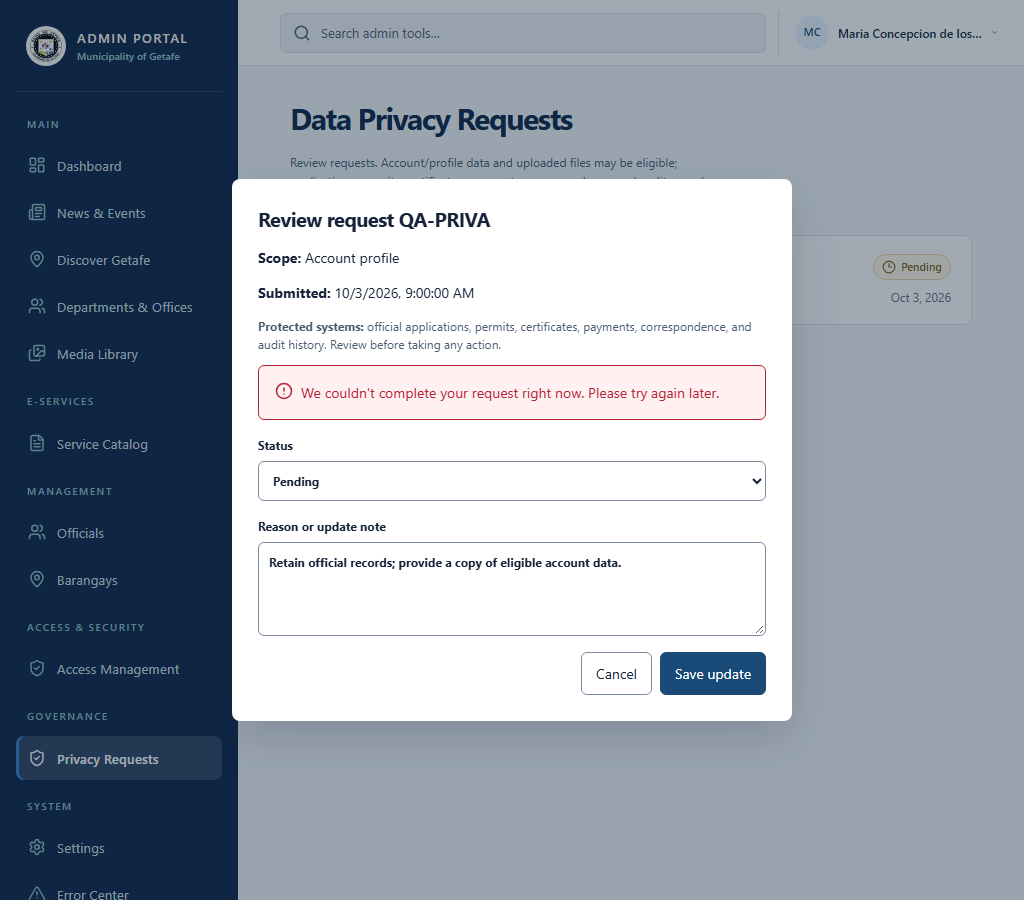 ADMIN PORTAL
Municipality of Getafe
MAIN
Dashboard
News & Events
Discover Getafe
Departments & Offices
Media Library
E-SERVICES
Service Catalog
MANAGEMENT
Officials
Barangays
ACCESS & SECURITY
Access Management
GOVERNANCE
Privacy Requests
SYSTEM
Settings
Error Center
Search admin tools...
MC
Maria Concepcion de los...
Data Privacy Requests
Review requests. Account/profile data and uploaded files may be eligible;
Pending
Oct 3, 2026
Review request QA-PRIVA
Scope: Account profile
Submitted: 10/3/2026, 9:00:00 AM
Protected systems: official applications, permits, certificates, payments, correspondence, and
audit history. Review before taking any action.
We couldn't complete your request right now. Please try again later.
Status
Pending
Reason or update note
Retain official records; provide a copy of eligible account data.
Cancel
Save update